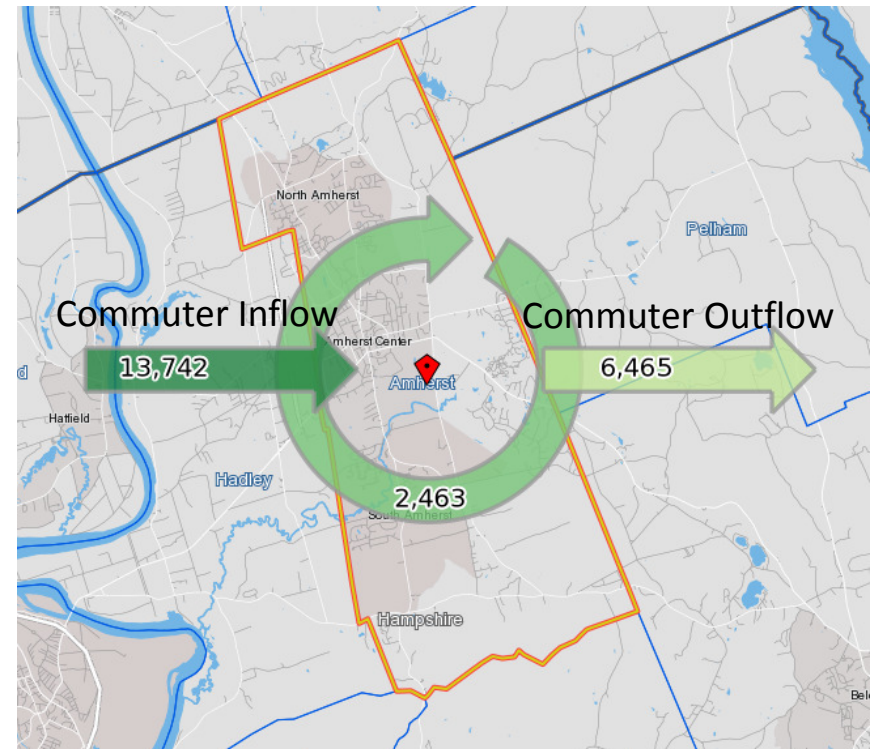 North Amherst
Pelham
Commuter Inflow
Commuter Outflow
Amherst Center
13,742
6,465
Amherst
d
Hatfield
Hadley
2,463
South Amherst
Hampshire
Bel